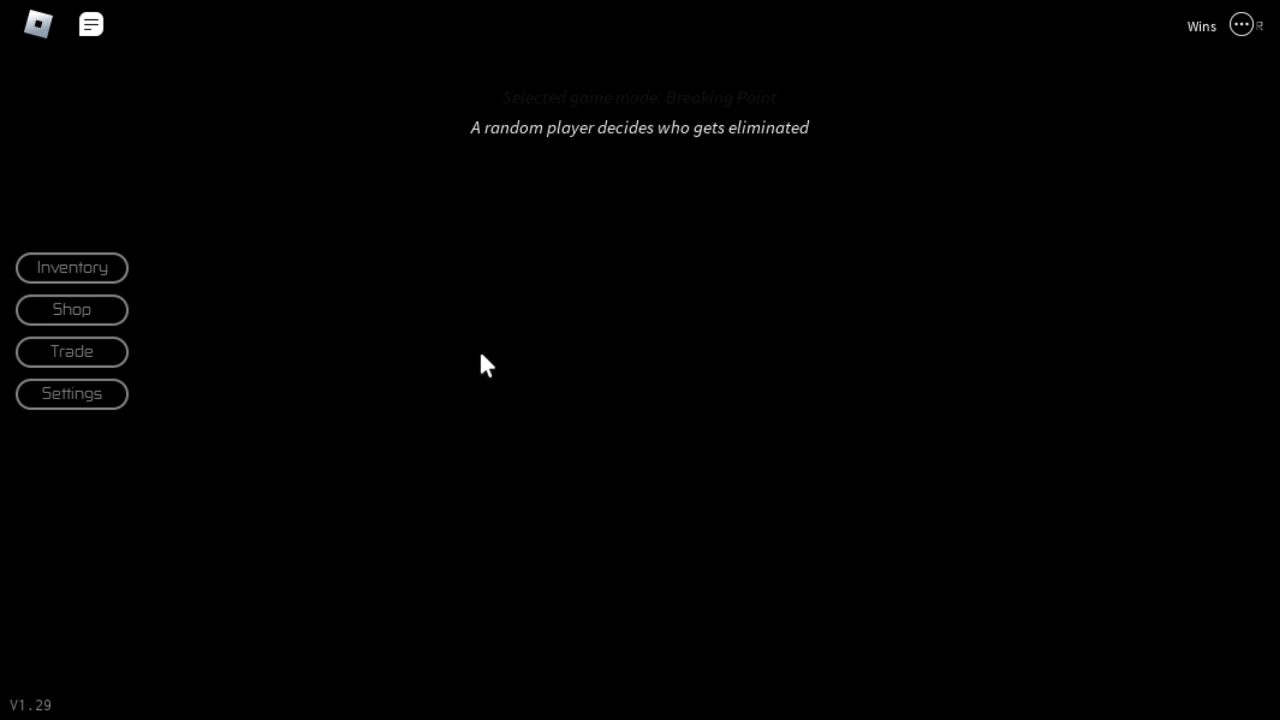 Wins
Selected game mode: Breaking Point
A random player decides who gets eliminated
Inventory
Shop
Trade
Settings
V1.29